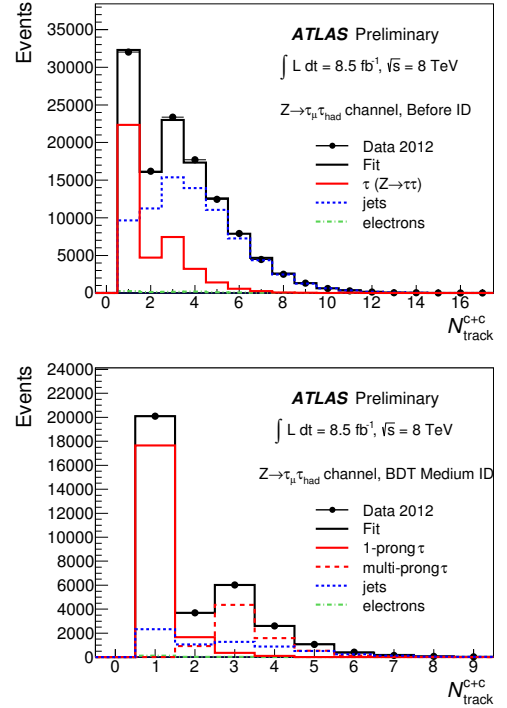 Events
35000
30000
25000
20000
15000
10000
5000
0
ATLAS Preliminary
∫ L dt = 8.5 fb⁻¹, √s = 8 TeV
Z→τ_μτ_had channel, Before ID
Data 2012
Fit
τ (Z→ττ)
jets
electrons
0 2 4 6 8 10 12 14 16
N_track^c+c
Events
24000
22000
20000
18000
16000
14000
12000
10000
8000
6000
4000
2000
0
ATLAS Preliminary
∫ L dt = 8.5 fb⁻¹, √s = 8 TeV
Z→τ_μτ_had channel, BDT Medium ID
Data 2012
Fit
1-prong τ
multi-prong τ
jets
electrons
0 1 2 3 4 5 6 7 8 9
N_track^c+c